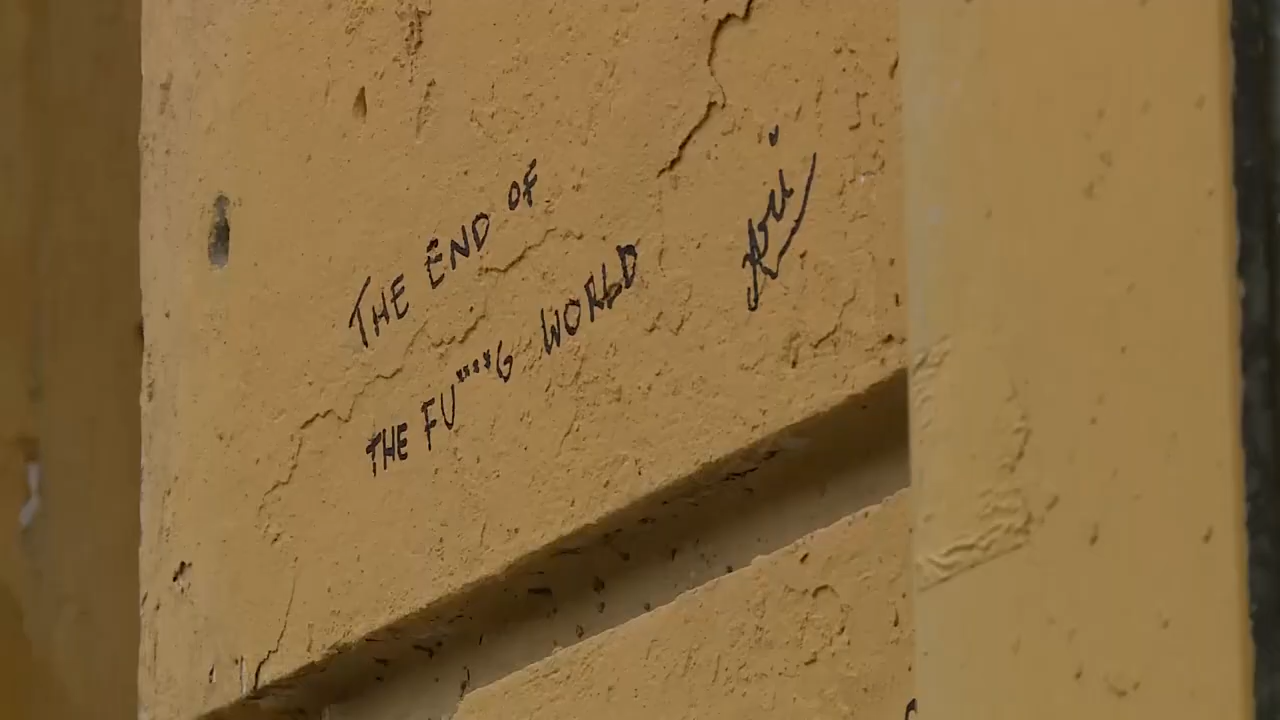 THE END OF
THE FU****G WORLD